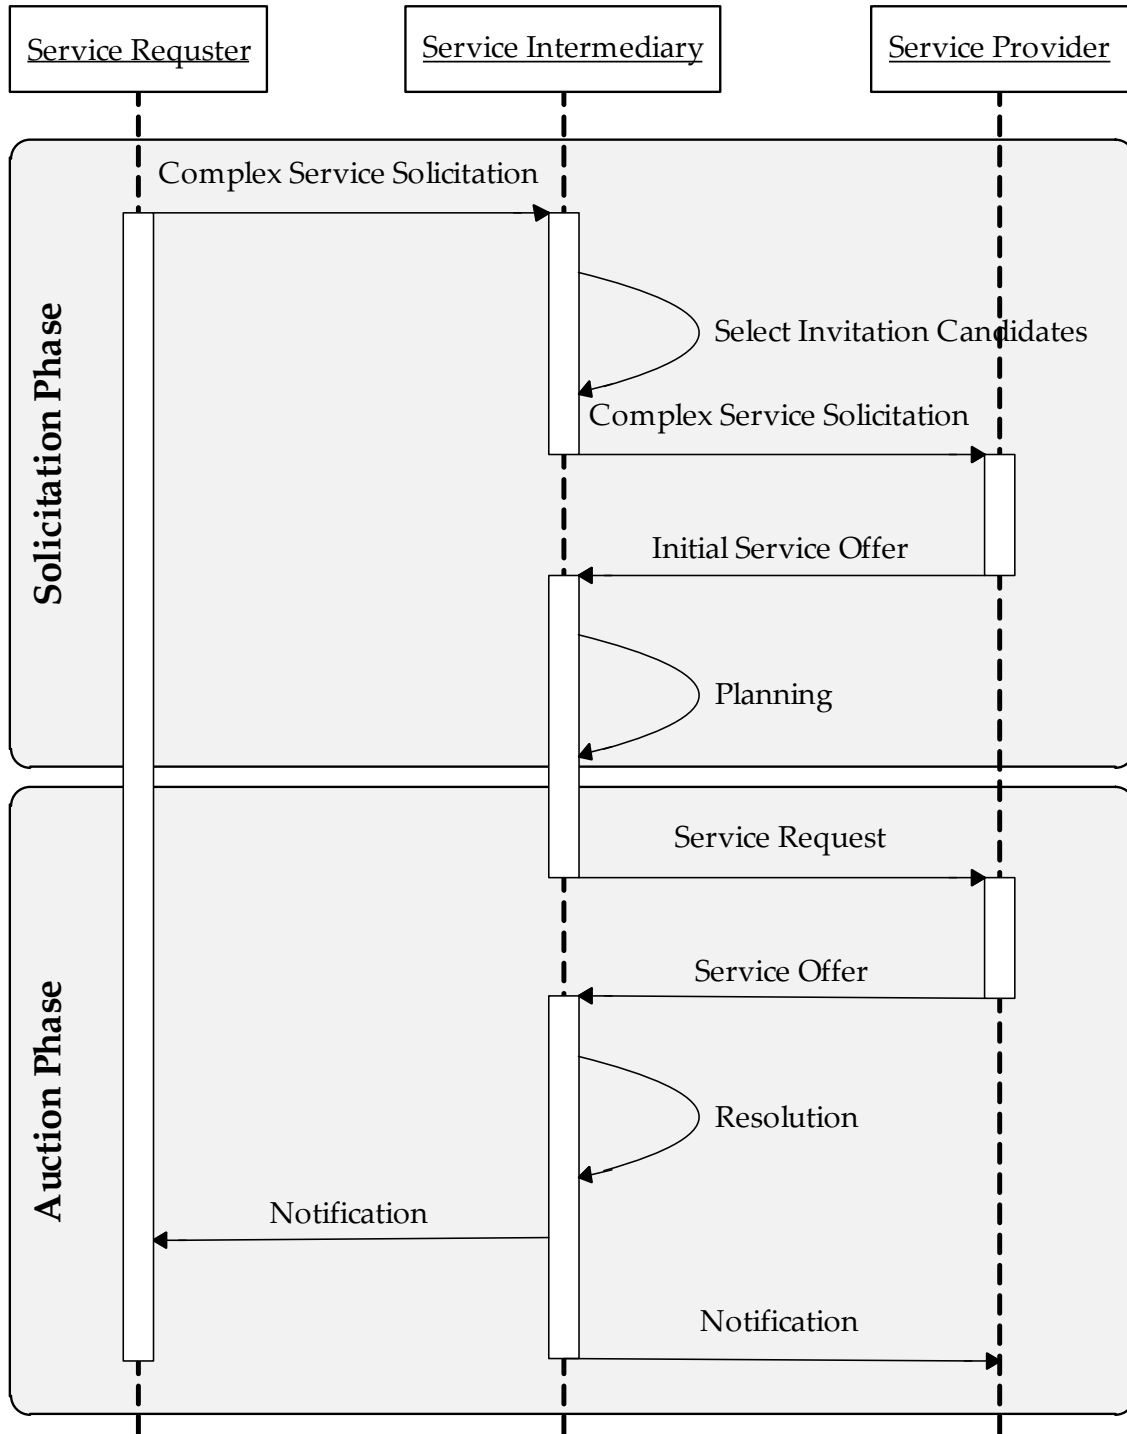 Service Requster
Service Intermediary
Service Provider
Complex Service Solicitation
Select Invitation Candidates
Complex Service Solicitation
Solicitation Phase
Initial Service Offer
Planning
Service Request
Service Offer
Auction Phase
Resolution
Notification
Notification